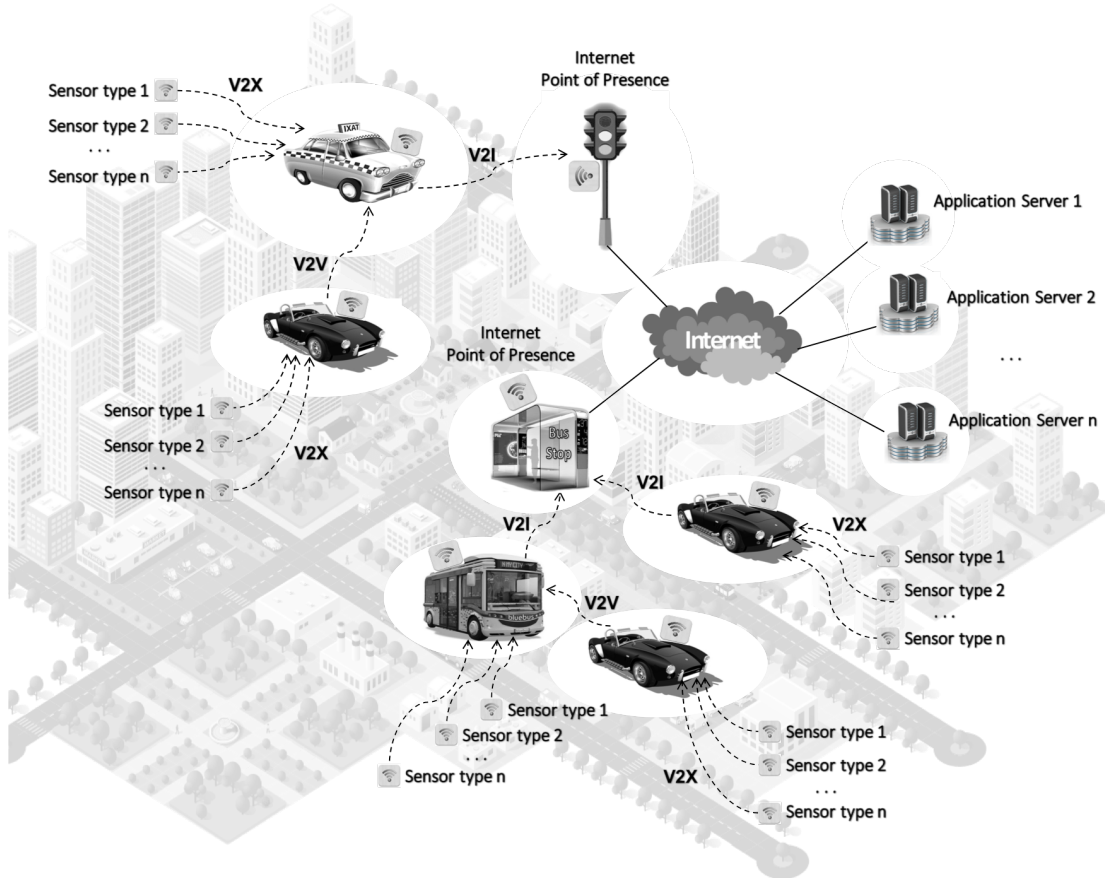 Internet
Point of Presence
V2X
Sensor type 1
Sensor type 2
...
Sensor type n
TAXI
V2I
Application Server 1
Application Server 2
...
Application Server n
V2V
Internet
Internet
Point of Presence
Sensor type 1
Sensor type 2
...
Sensor type n
V2X
Bus
Stop
V2I
V2I
V2X
Sensor type 1
Sensor type 2
...
Sensor type n
bluebus
V2V
Sensor type 1
Sensor type 2
...
Sensor type n
V2X
Sensor type 1
Sensor type 2
...
Sensor type n